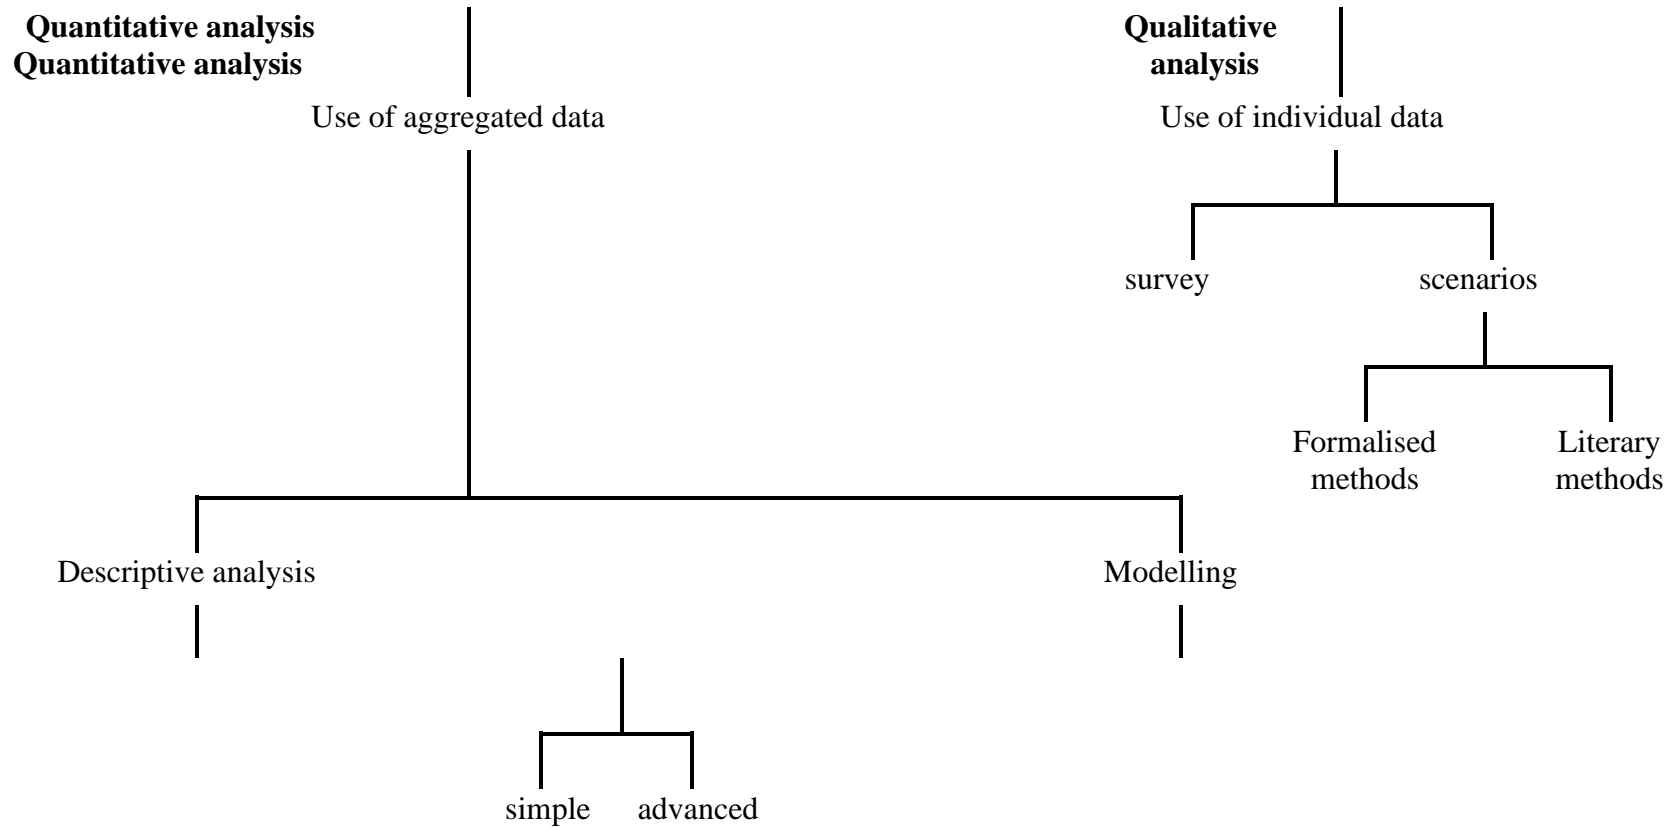 Quantitative analysis
Quantitative analysis
Qualitative
analysis
Use of aggregated data
Use of individual data
survey
scenarios
Formalised
methods
Literary
methods
Descriptive analysis
Modelling
simple
advanced